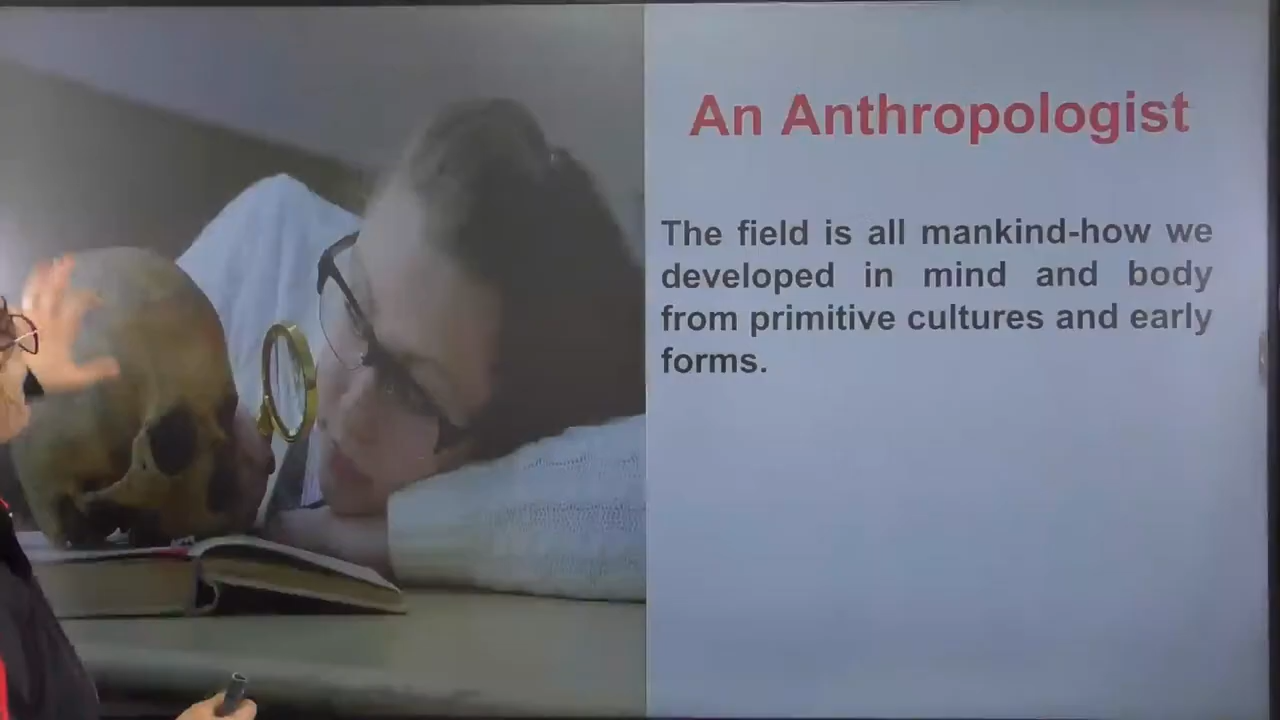 An Anthropologist
The field is all mankind-how we
developed in mind and body
from primitive cultures and early
forms.